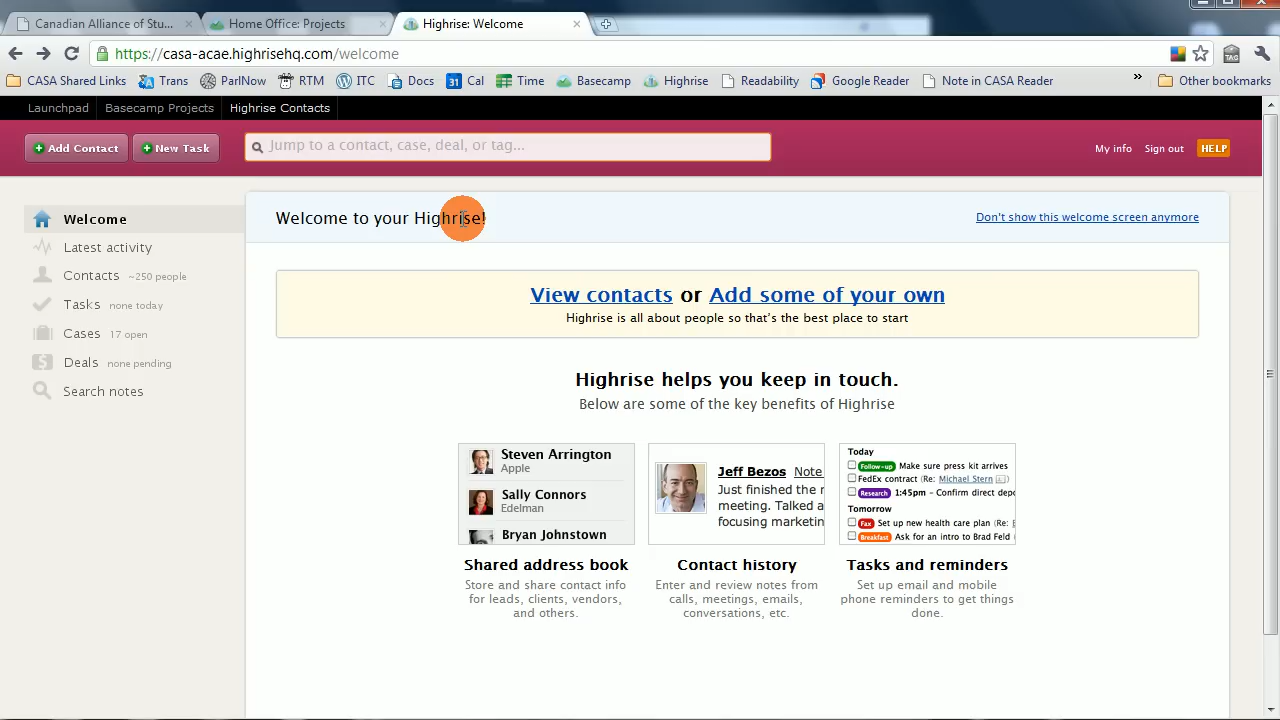 Canadian Alliance of Stu...
Home Office: Projects
Highrise: Welcome
https://casa-acae.highrisehq.com/welcome
TAG
CASA Shared Links
Trans
ParlNow
RTM
ITC
Docs
31 Cal
Time
Basecamp
Highrise
Readability
Google Reader
Note in CASA Reader
»
Other bookmarks
Launchpad
Basecamp Projects
Highrise Contacts
Add Contact
New Task
Jump to a contact, case, deal, or tag...
My info
Sign out
HELP
Welcome
Latest activity
Contacts ~250 people
Tasks none today
Cases 17 open
Deals none pending
Search notes
Welcome to your Highrise!
Don't show this welcome screen anymore
View contacts or Add some of your own
Highrise is all about people so that's the best place to start
Highrise helps you keep in touch.
Below are some of the key benefits of Highrise
Steven Arrington
Apple
Sally Connors
Edelman
Bryan Johnstown
Shared address book
Store and share contact info
for leads, clients, vendors,
and others.
Jeff Bezos Note
Just finished the
meeting. Talked a
focusing marketin
Contact history
Enter and review notes from
calls, meetings, emails,
conversations, etc.
Today
Follow-up Make sure press kit arrives
FedEx contract (Re: Michael Stern)
Research 1:45pm – Confirm direct depo
Tomorrow
Fax Set up new health care plan (Re:
Breakfast Ask for an intro to Brad Feld
Tasks and reminders
Set up email and mobile
phone reminders to get things
done.